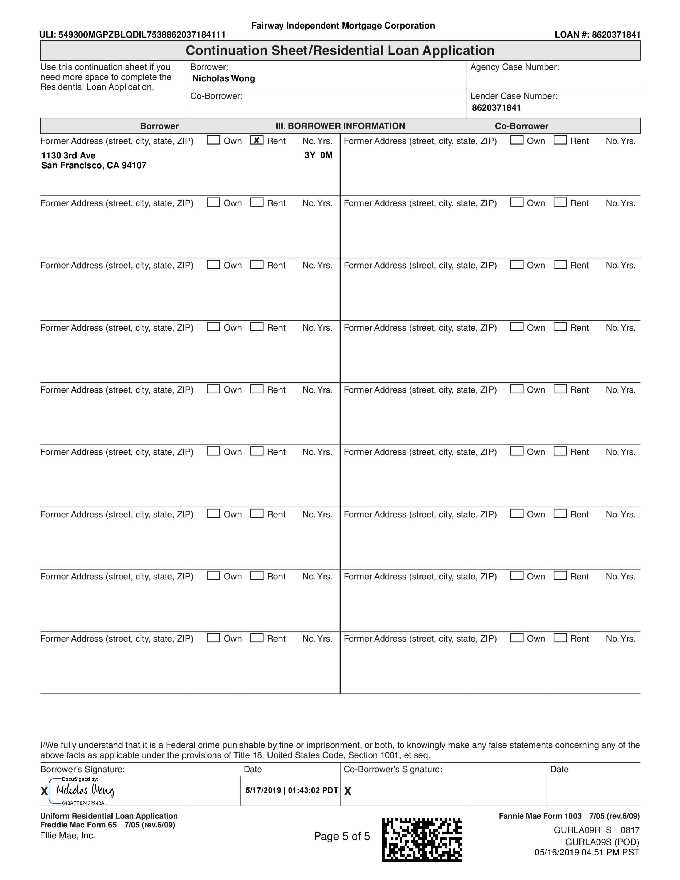 Fairway Independent Mortgage Corporation
ULI: 549300MGPZBLQDIL7538862037184111 LOAN #: 8620371841
Continuation Sheet/Residential Loan Application
Use this continuation sheet if you
need more space to complete the
Residential Loan Application.
Borrower:
Nicholas Wong
Agency Case Number:
Co-Borrower:
Lender Case Number:
8620371841
Borrower III. BORROWER INFORMATION Co-Borrower
Former Address (street, city, state, ZIP) Own X Rent No. Yrs. Former Address (street, city, state, ZIP) Own Rent No. Yrs.
1130 3rd Ave 3Y 0M
San Francisco, CA 94107
Former Address (street, city, state, ZIP) Own Rent No. Yrs. Former Address (street, city, state, ZIP) Own Rent No. Yrs.
Former Address (street, city, state, ZIP) Own Rent No. Yrs. Former Address (street, city, state, ZIP) Own Rent No. Yrs.
Former Address (street, city, state, ZIP) Own Rent No. Yrs. Former Address (street, city, state, ZIP) Own Rent No. Yrs.
Former Address (street, city, state, ZIP) Own Rent No. Yrs. Former Address (street, city, state, ZIP) Own Rent No. Yrs.
Former Address (street, city, state, ZIP) Own Rent No. Yrs. Former Address (street, city, state, ZIP) Own Rent No. Yrs.
Former Address (street, city, state, ZIP) Own Rent No. Yrs. Former Address (street, city, state, ZIP) Own Rent No. Yrs.
Former Address (street, city, state, ZIP) Own Rent No. Yrs. Former Address (street, city, state, ZIP) Own Rent No. Yrs.
Former Address (street, city, state, ZIP) Own Rent No. Yrs. Former Address (street, city, state, ZIP) Own Rent No. Yrs.
I/We fully understand that it is a Federal crime punishable by fine or imprisonment, or both, to knowingly make any false statements concerning any of the
above facts as applicable under the provisions of Title 18, United States Code, Section 1001, et seq.
Borrower's Signature: Date Co-Borrower's Signature: Date
DocuSigned by:
X Nicholas Wong 5/17/2019 | 01:43:02 PDT X
Uniform Residential Loan Application
Freddie Mac Form 65 7/05 (rev.6/09)
Ellie Mae, Inc.
Page 5 of 5
Fannie Mae Form 1003 7/05 (rev.6/09)
GURLA09R S 0817
GURLA09S (POD)
05/16/2019 04:51 PM PST